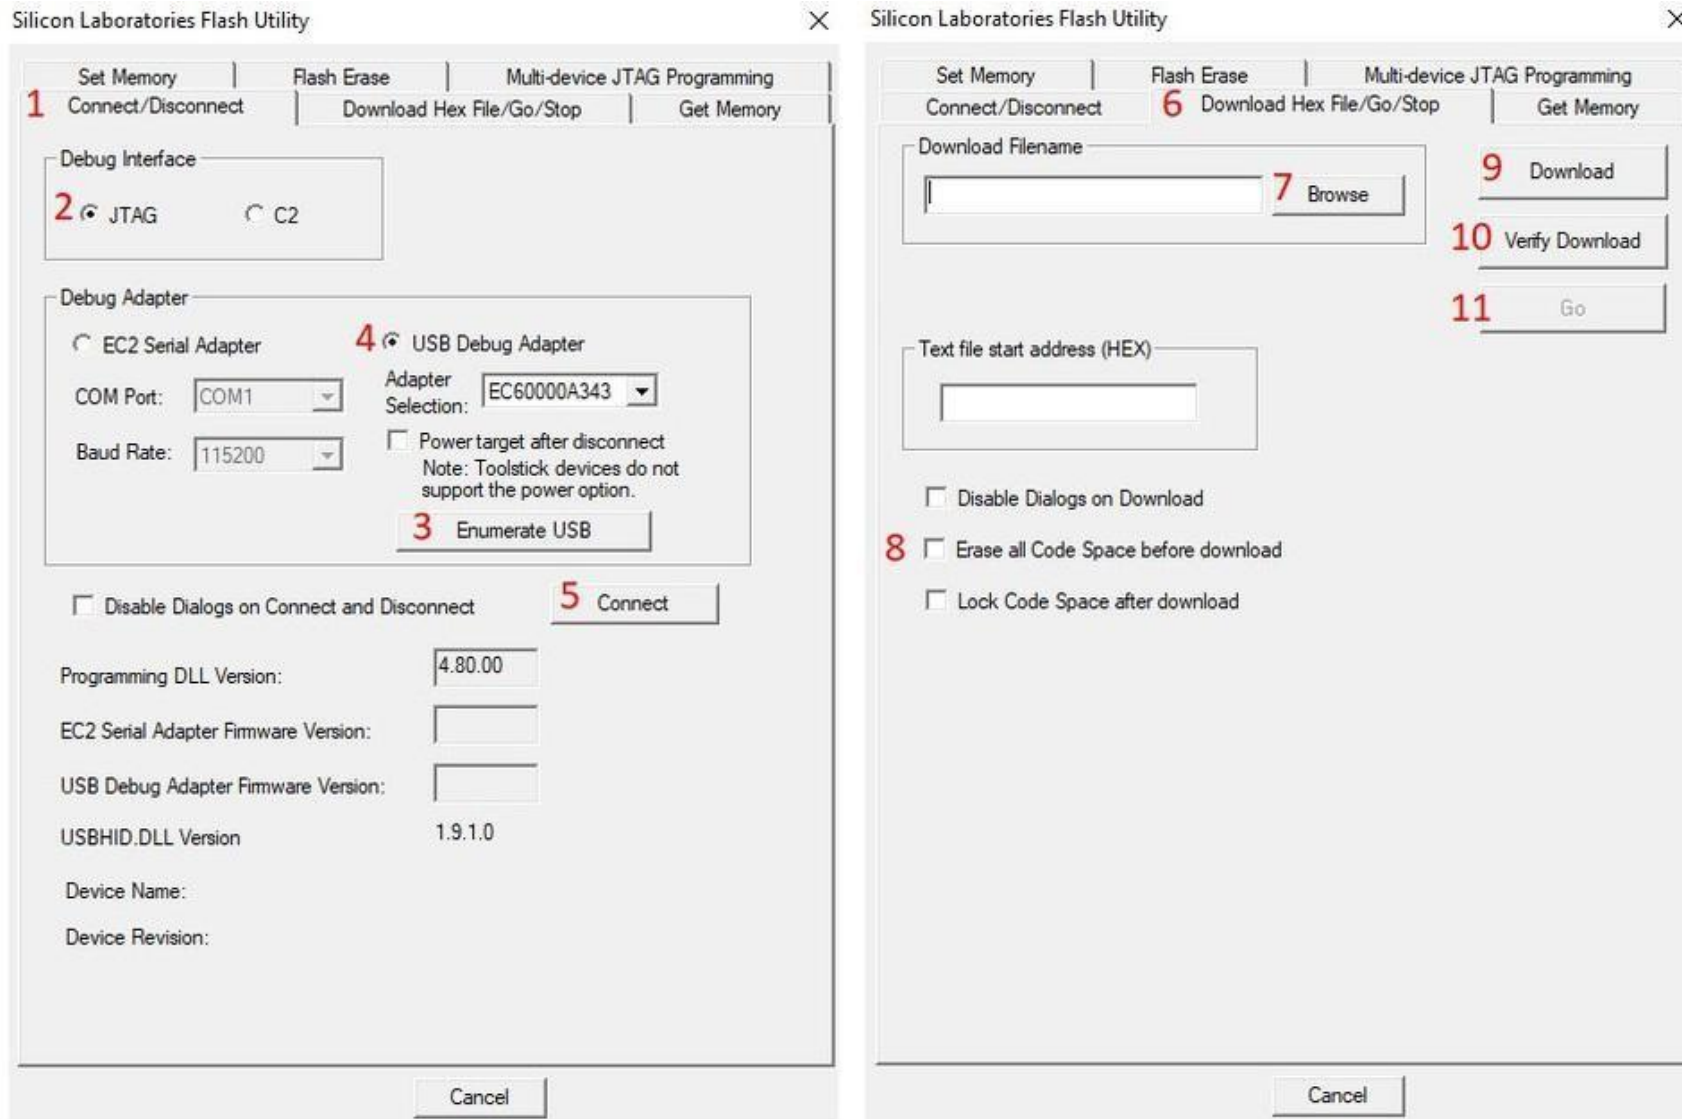 Silicon Laboratories Flash Utility
Set Memory Flash Erase Multi-device JTAG Programming
1 Connect/Disconnect Download Hex File/Go/Stop Get Memory
Debug Interface
2 JTAG C2
Debug Adapter
EC2 Serial Adapter 4 USB Debug Adapter
COM Port: COM1 Adapter Selection: EC60000A343
Baud Rate: 115200 Power target after disconnect
Note: Toolstick devices do not
support the power option.
3 Enumerate USB
Disable Dialogs on Connect and Disconnect 5 Connect
Programming DLL Version: 4.80.00
EC2 Serial Adapter Firmware Version:
USB Debug Adapter Firmware Version:
USBHID.DLL Version 1.9.1.0
Device Name:
Device Revision:
Cancel
Silicon Laboratories Flash Utility
Set Memory Flash Erase Multi-device JTAG Programming
Connect/Disconnect 6 Download Hex File/Go/Stop Get Memory
Download Filename
7 Browse
9 Download
10 Verify Download
11 Go
Text file start address (HEX)
Disable Dialogs on Download
8 Erase all Code Space before download
Lock Code Space after download
Cancel